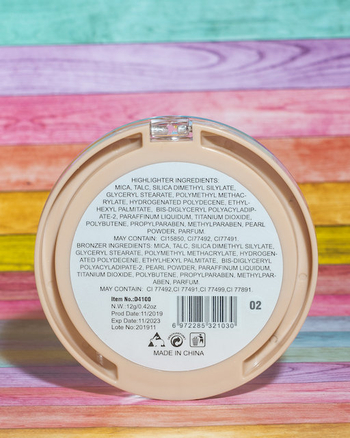 HIGHLIGHTER INGREDIENTS:
MICA, TALC, SILICA DIMETHYL SILYLATE,
GLYCERYL STEARATE, POLYMETHYL METHAC-
RYLATE, HYDROGENATED POLYDECENE, ETHYL-
HEXYL PALMITATE, BIS-DIGLYCERYL POLYACYLADIP-
ATE-2, PARAFFINUM LIQUIDUM, TITANIUM DIOXIDE,
POLYBUTENE, PROPYLPARABEN, METHYLPARABEN, PEARL
POWDER, PARFUM.
MAY CONTAIN: CI15850, CI77492, CI77491.
BRONZER INGREDIENTS: MICA, TALC, SILICA DIMETHYL SILYLATE,
GLYCERYL STEARATE, POLYMETHYL METHACRYLATE, HYDROGEN-
ATED POLYDECENE, ETHYLHEXYL PALMITATE, BIS-DIGLYCERYL
POLYACYLADIPATE-2, PEARL POWDER, PARAFFINUM LIQUIDUM,
TITANIUM DIOXIDE, POLYBUTENE, PROPYLPARABEN, METHYLPAR-
ABEN, PARFUM.
MAY CONTAIN: CI 77492,CI 77491,CI 77499,CI 77891.
Item No.:94109
N.W.:12g/0.42oz
Prod Date:11/2019
Exp Date:11/2023
Lote No:201911
02
6 972285 321030
MADE IN CHINA